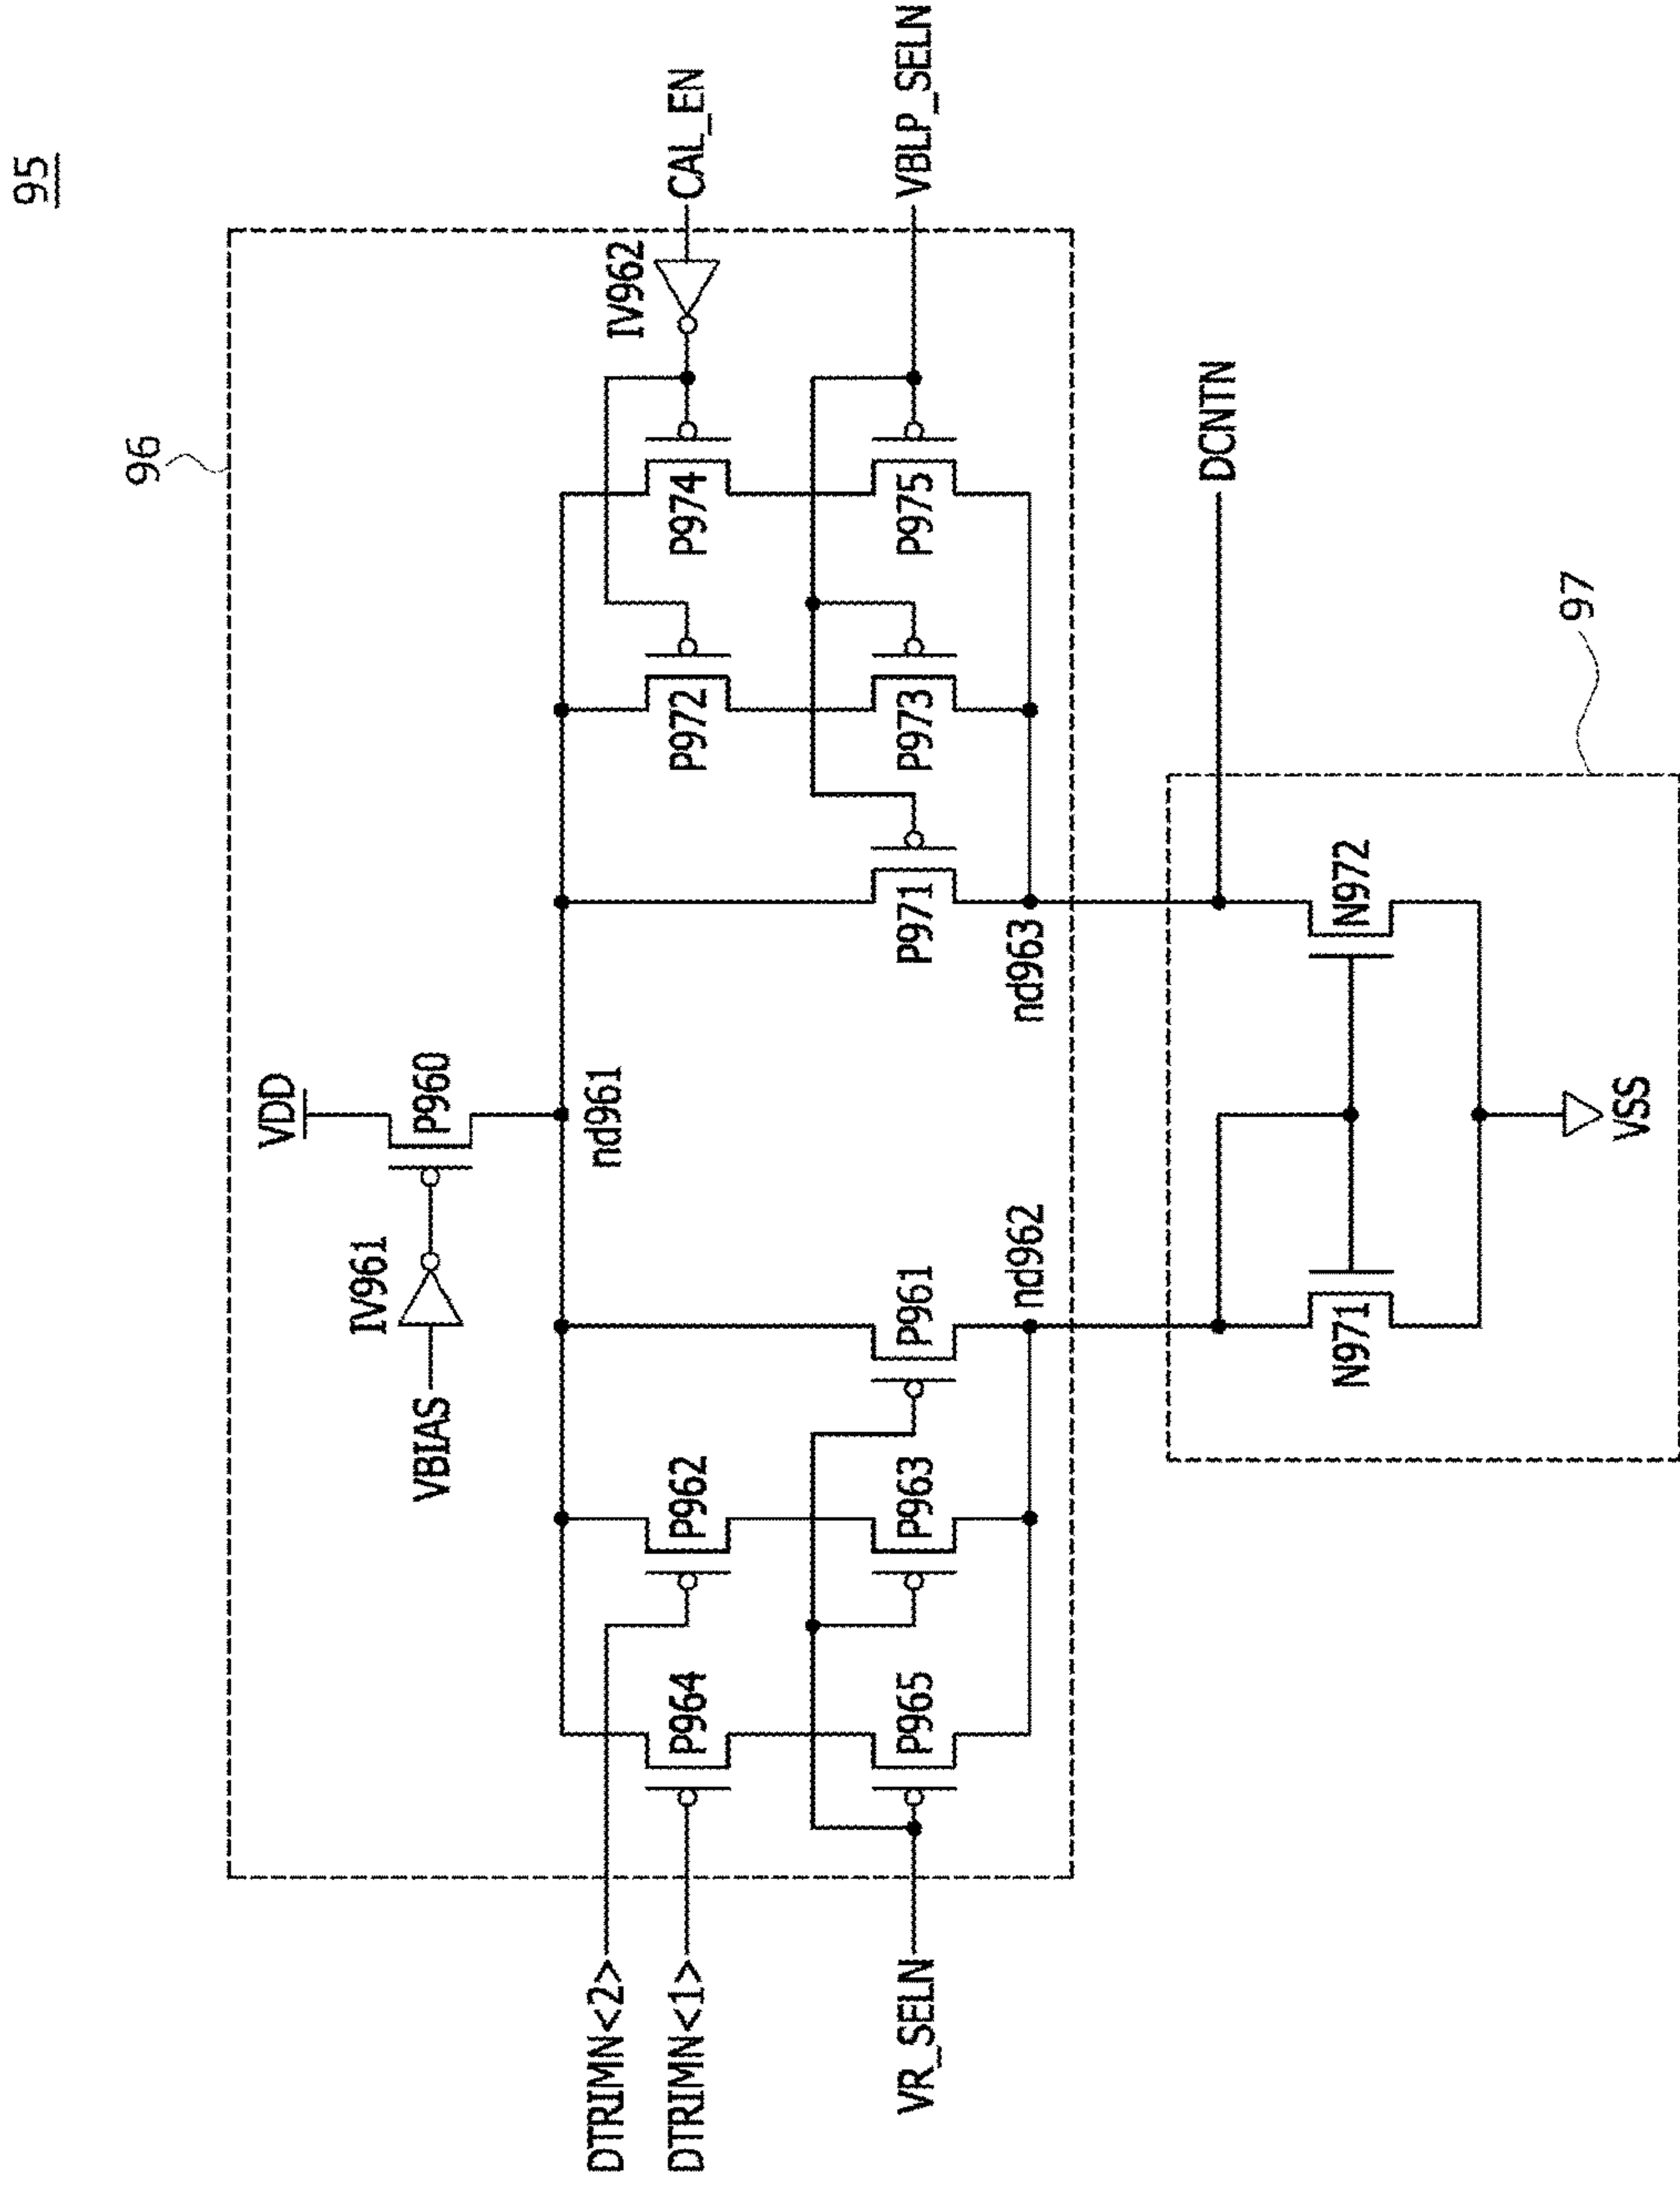 95
96
VDD
VBIAS
IV961
P960
nd961
DTRIMN<2>
DTRIMN<1>
P964
P962
P972
P974
IV962
CAL_EN
VR_SELN
P965
P963
P961
P971
P973
P975
VBLP_SELN
nd962
nd963
DCNTN
N971
N972
97
VSS